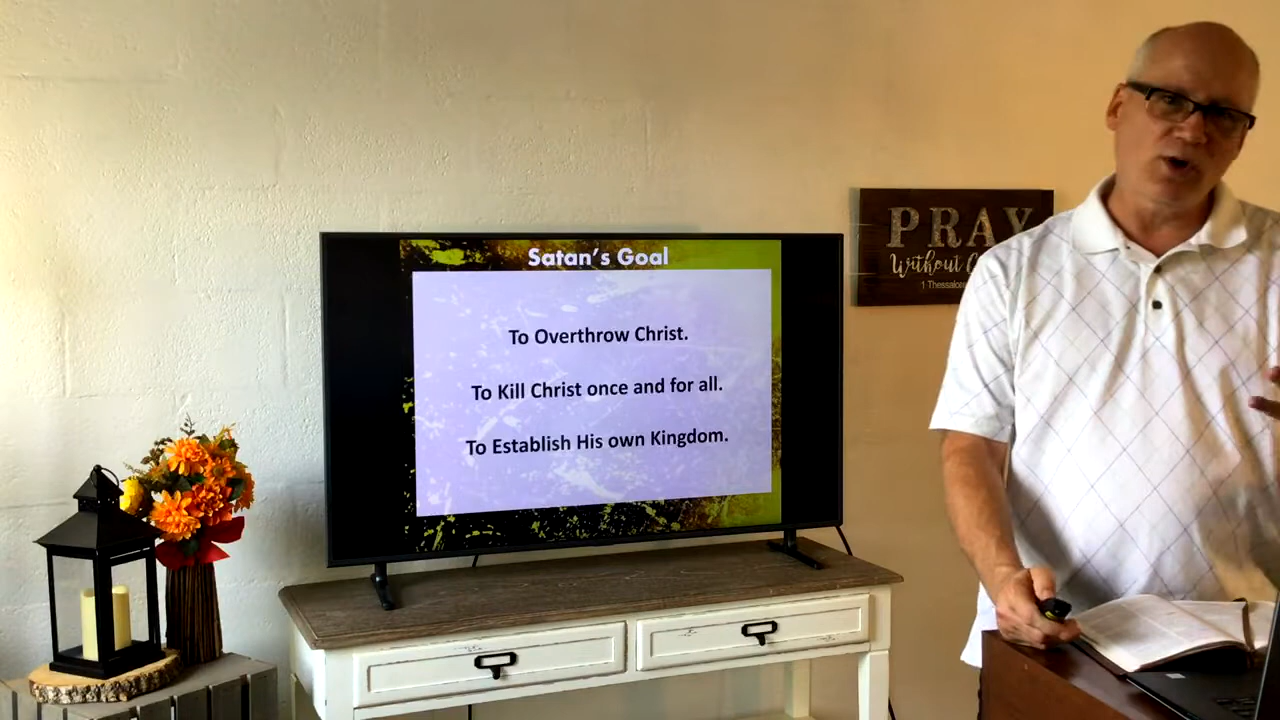 Satan's Goal
To Overthrow Christ.
To Kill Christ once and for all.
To Establish His own Kingdom.
PRAY
Without
1